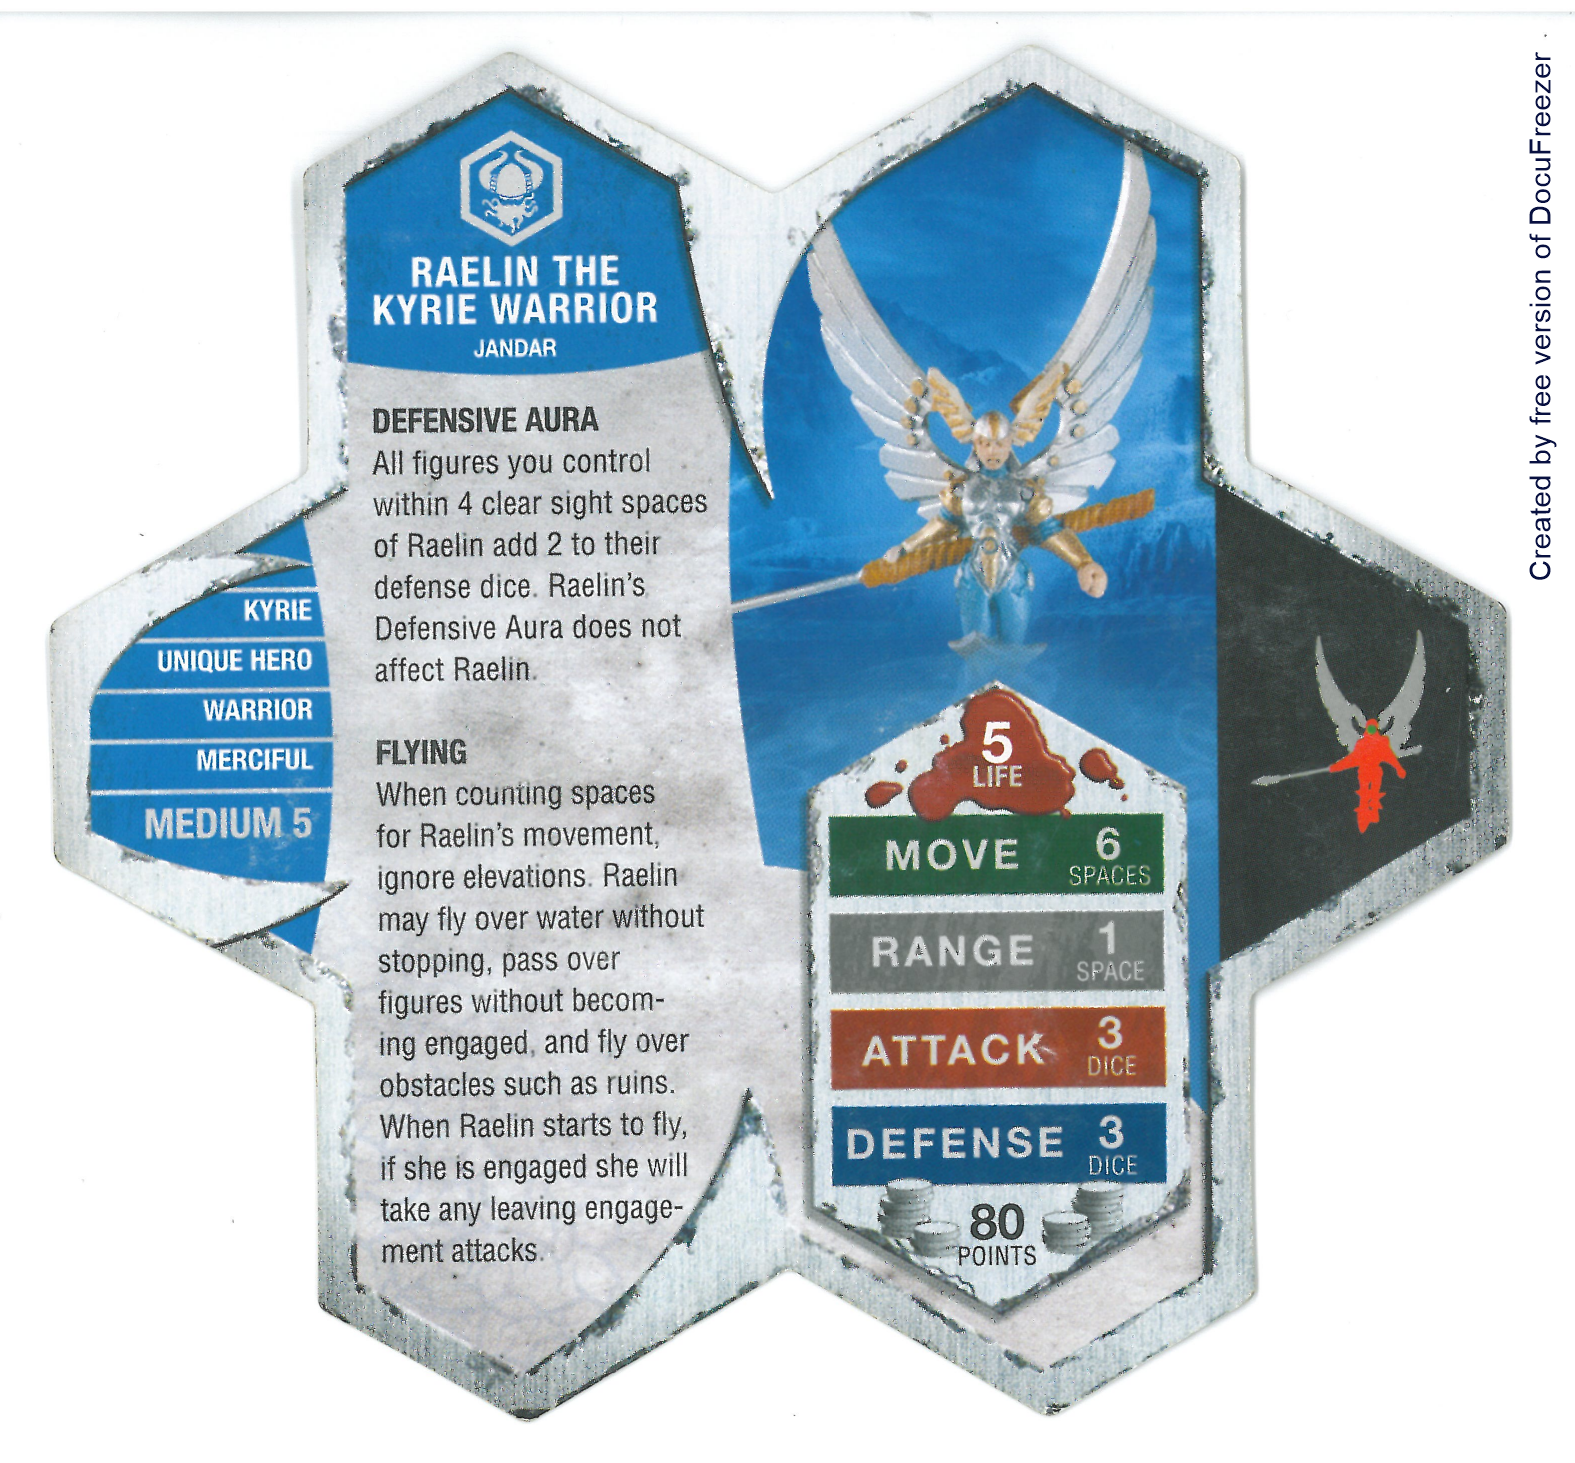 RAELIN THE
KYRIE WARRIOR
JANDAR
DEFENSIVE AURA
All figures you control
within 4 clear sight spaces
of Raelin add 2 to their
defense dice. Raelin's
Defensive Aura does not
affect Raelin.
FLYING
When counting spaces
for Raelin's movement,
ignore elevations. Raelin
may fly over water without
stopping, pass over
figures without becom-
ing engaged, and fly over
obstacles such as ruins.
When Raelin starts to fly,
if she is engaged she will
take any leaving engage-
ment attacks.
KYRIE
UNIQUE HERO
WARRIOR
MERCIFUL
MEDIUM 5
5
LIFE
MOVE 6
SPACES
RANGE 1
SPACE
ATTACK 3
DICE
DEFENSE 3
DICE
80
POINTS
Created by free version of DocuFreezer